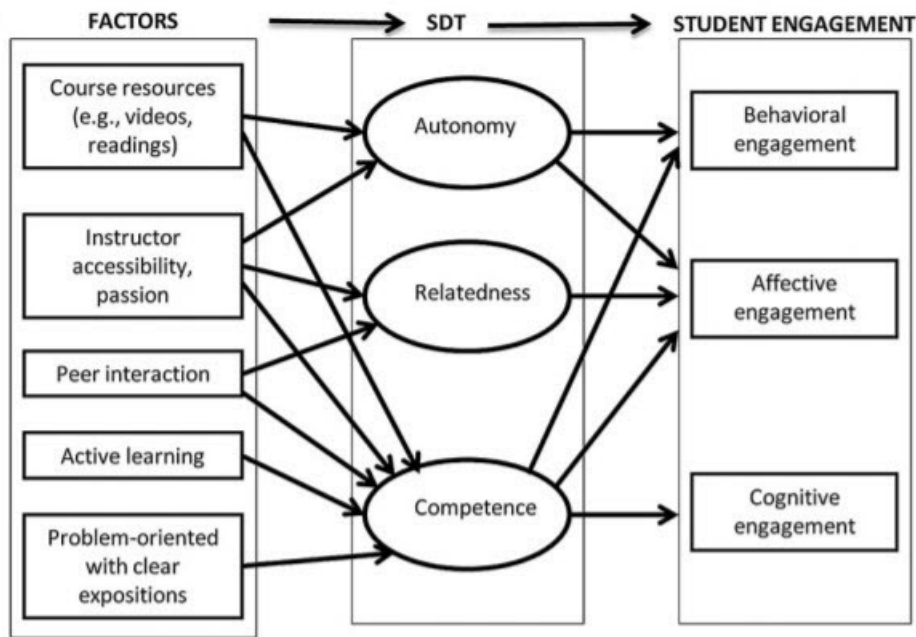 FACTORS
SDT
STUDENT ENGAGEMENT
Course resources
(e.g., videos,
readings)
Instructor
accessibility,
passion
Peer interaction
Active learning
Problem-oriented
with clear
expositions
Autonomy
Relatedness
Competence
Behavioral
engagement
Affective
engagement
Cognitive
engagement